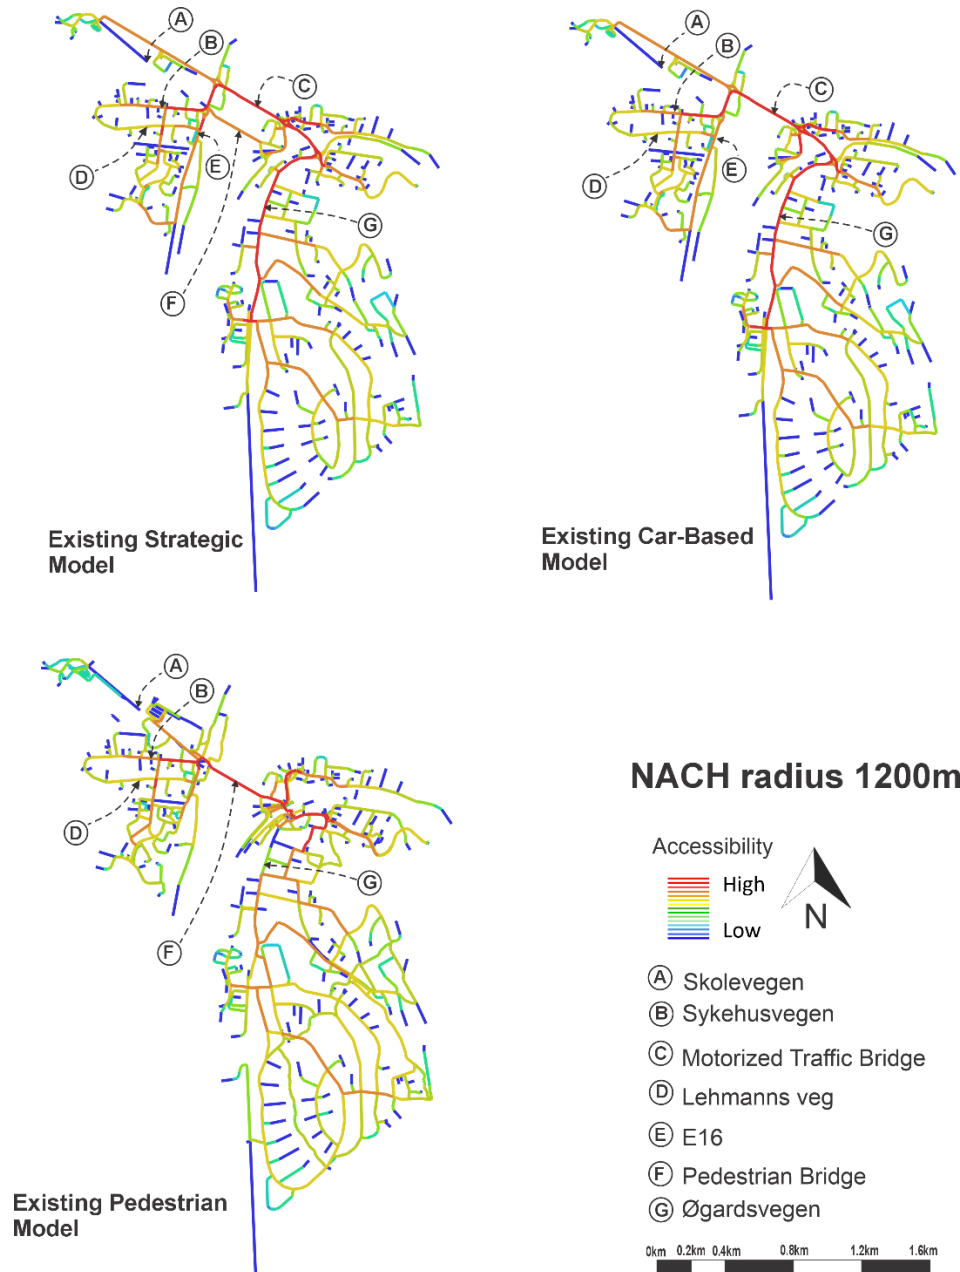 A
B
C
D
E
F
G
Existing Strategic
Model
A
B
C
D
E
G
Existing Car-Based
Model
A
B
D
F
G
Existing Pedestrian
Model
NACH radius 1200m
Accessibility
High
Low
N
A Skolevegen
B Sykehusvegen
C Motorized Traffic Bridge
D Lehmanns veg
E E16
F Pedestrian Bridge
G Øgardsvegen
0km 0.2km 0.4km 0.8km 1.2km 1.6km